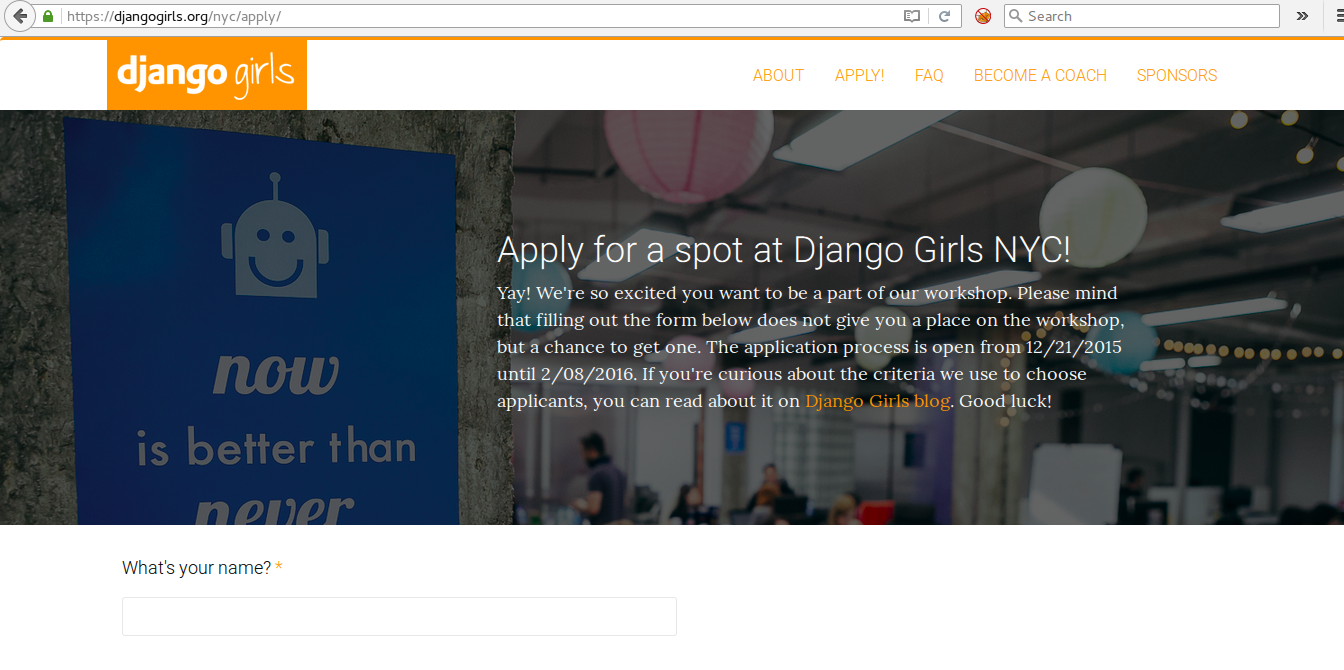 https://djangogirls.org/nyc/apply/
Search
django girls
ABOUT
APPLY!
FAQ
BECOME A COACH
SPONSORS
now
is better than
never
Apply for a spot at Django Girls NYC!
Yay! We're so excited you want to be a part of our workshop. Please mind
that filling out the form below does not give you a place on the workshop,
but a chance to get one. The application process is open from 12/21/2015
until 2/08/2016. If you're curious about the criteria we use to choose
applicants, you can read about it on Django Girls blog. Good luck!
What's your name? *